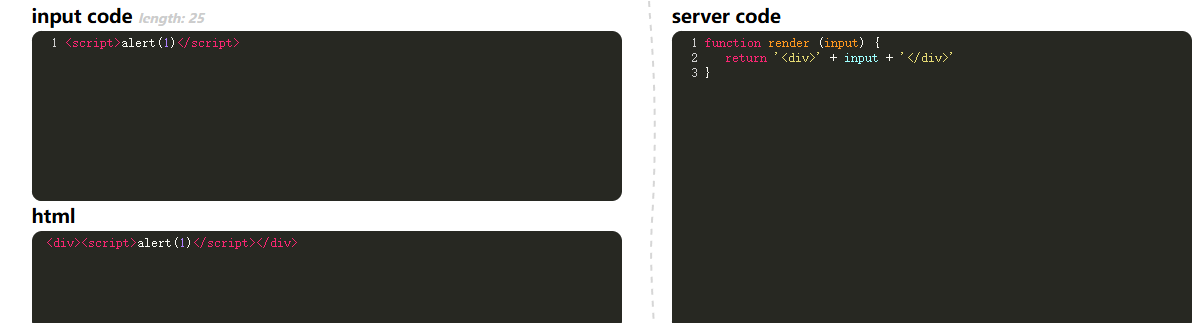 input code length: 25
1 <script>alert(1)</script>
html
<div><script>alert(1)</script></div>
server code
1 function render (input) {
2 return '<div>' + input + '</div>'
3 }